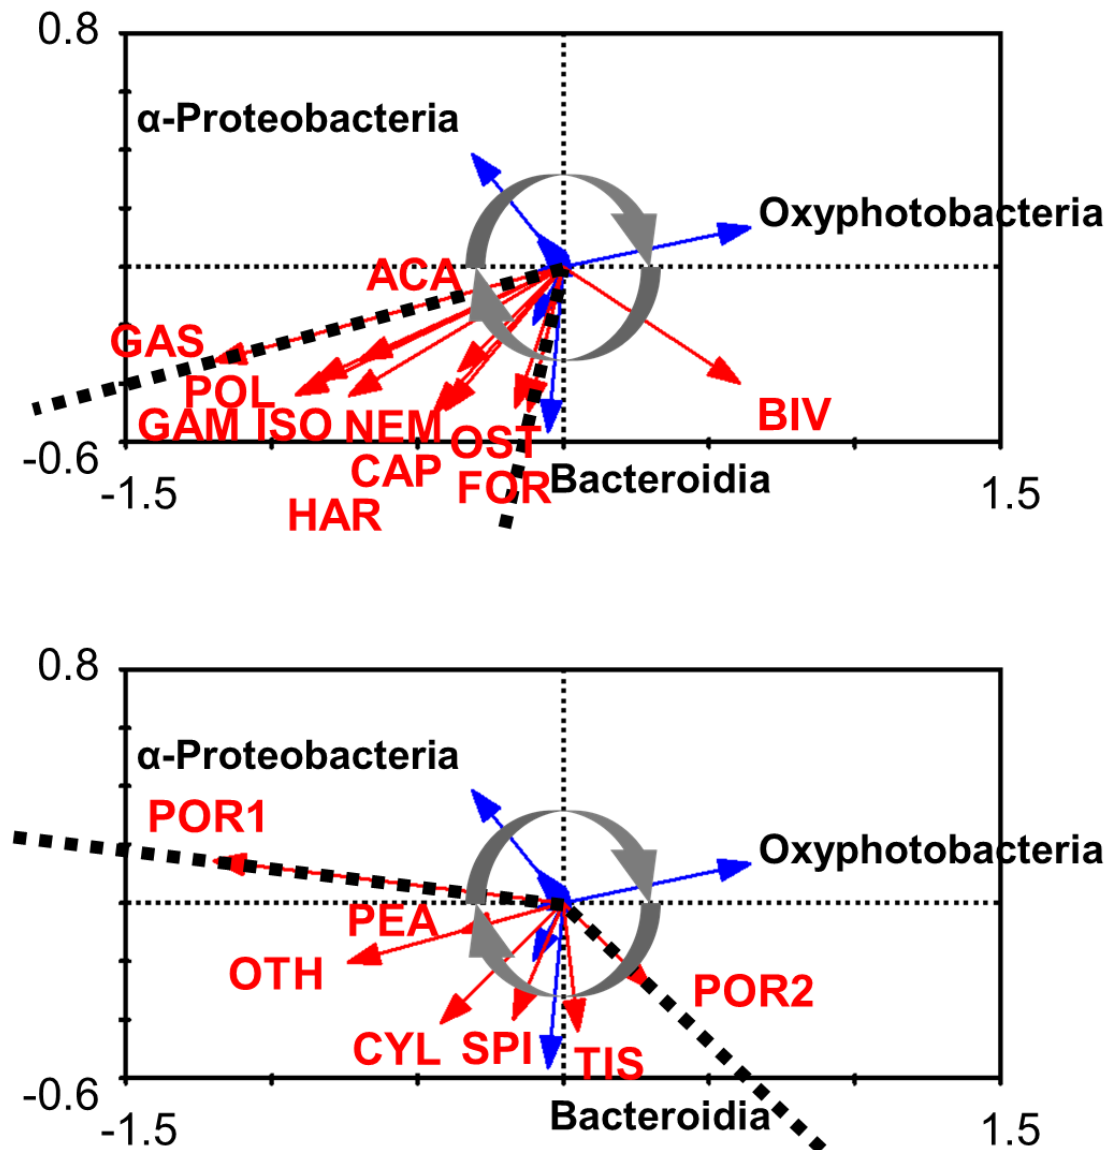 0.8
α-Proteobacteria
Oxyphotobacteria
ACA
GAS
POL
GAM ISO NEM
BIV
OST
-0.6
CAP
FOR
Bacteroidia
-1.5
1.5
HAR
0.8
α-Proteobacteria
POR1
Oxyphotobacteria
PEA
OTH
POR2
CYL
SPI
TIS
-0.6
Bacteroidia
-1.5
1.5